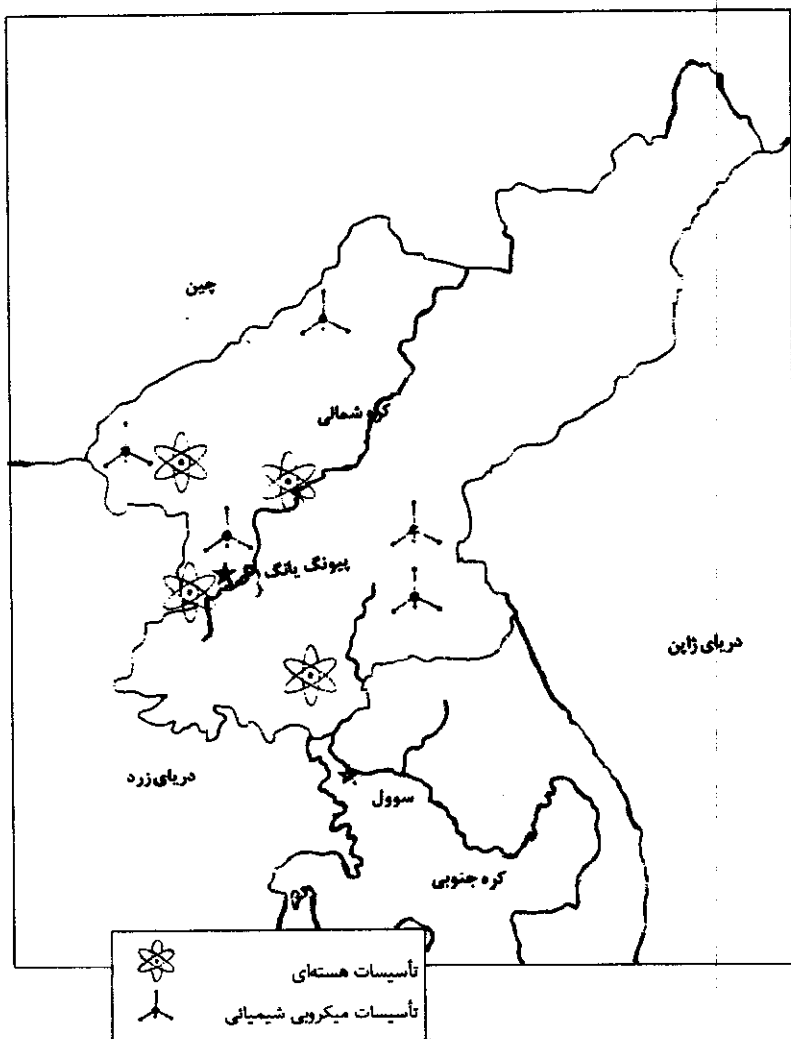 چین
کره شمالی
پیونگ یانگ
دریای ژاپن
دریای زرد
سوول
کره جنوبی
تأسیسات هسته‌ای
تأسیسات میکروبی شیمیائی